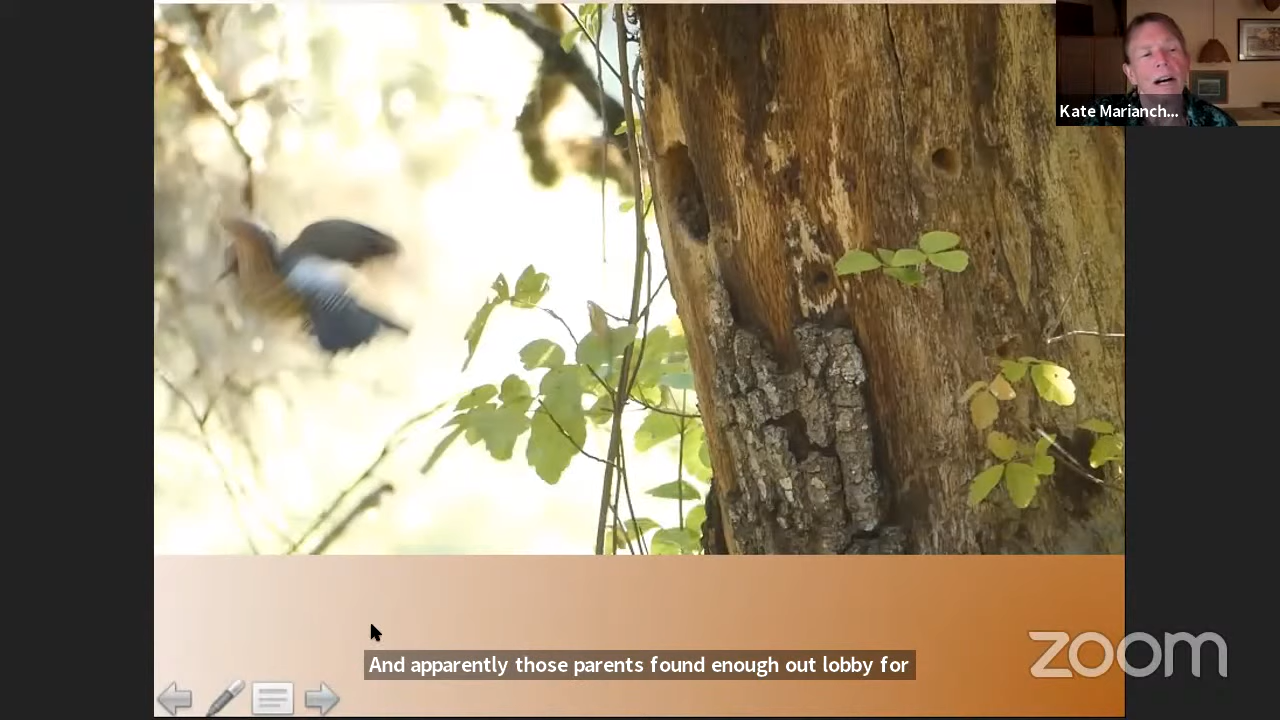 Kate Marianch...
And apparently those parents found enough out lobby for
zoom